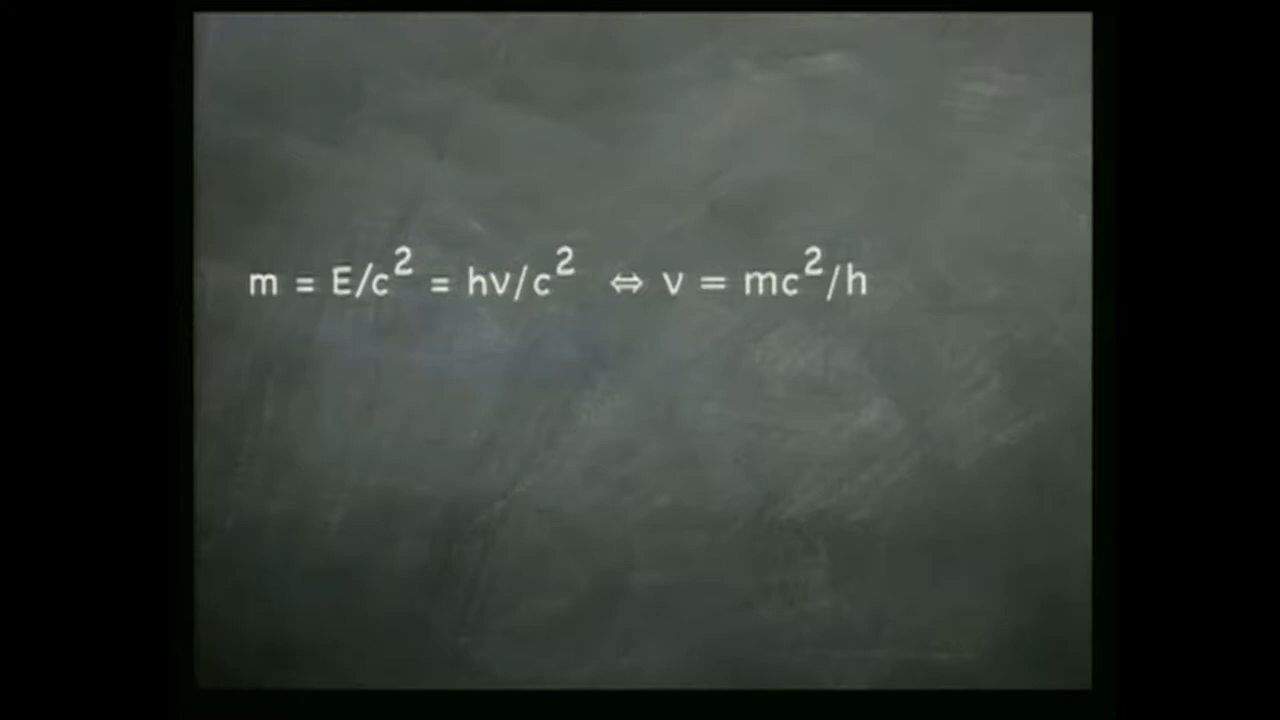 m = E/c² = hν/c² ⇔ ν = mc²/h